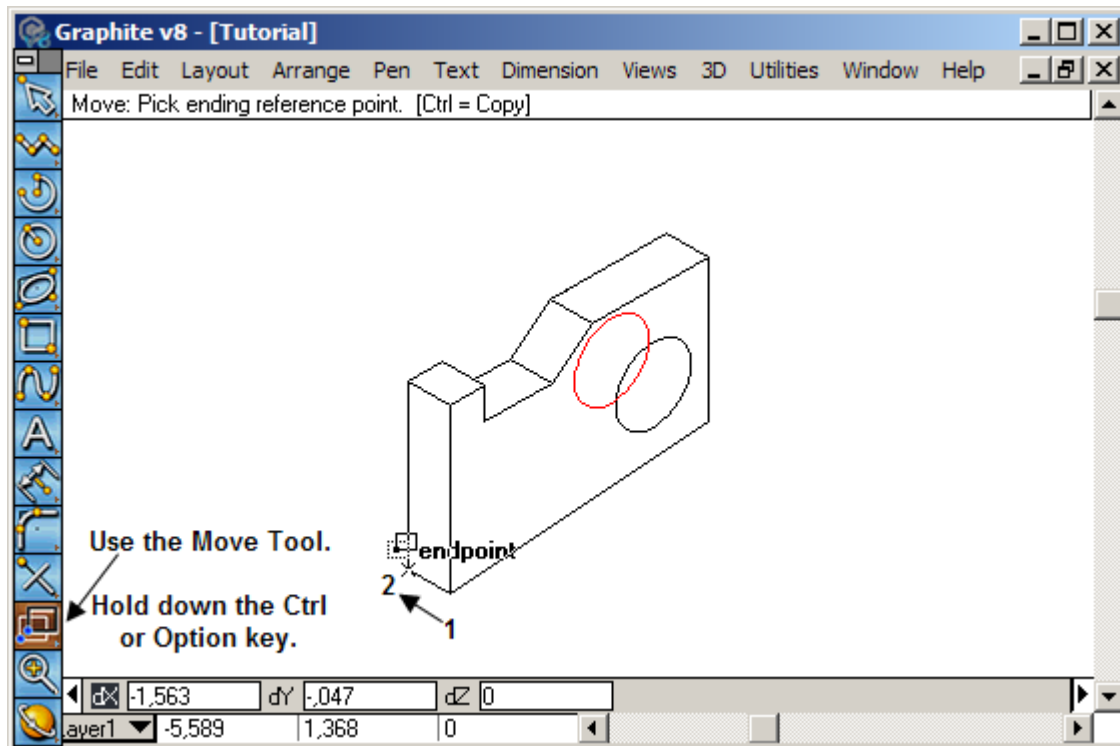 Graphite v8 - [Tutorial]
File Edit Layout Arrange Pen Text Dimension Views 3D Utilities Window Help
Move: Pick ending reference point. [Ctrl = Copy]
Use the Move Tool.
endpoint
2
Hold down the Ctrl
or Option key.
1
dX -1,563 dY -,047 dZ 0
ayer1 -5,589 1,368 0